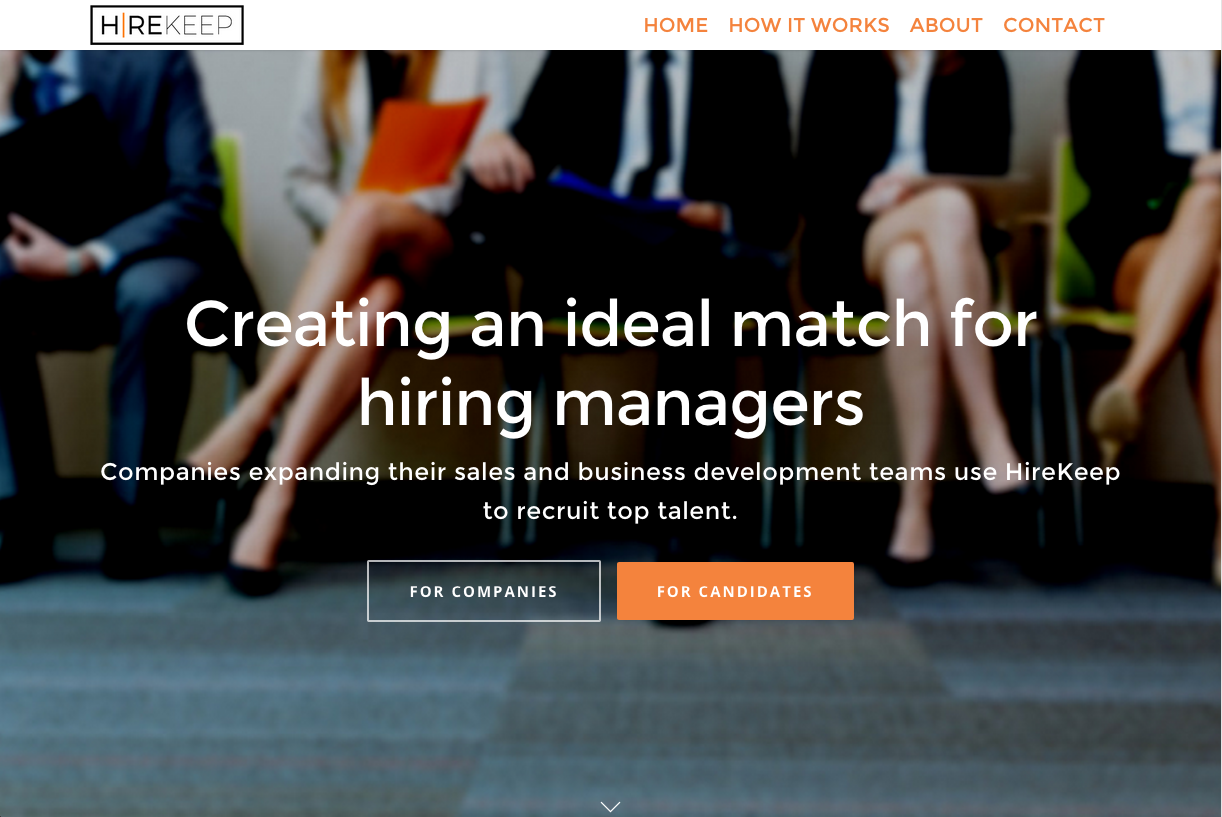 HIREKEEP
HOME HOW IT WORKS ABOUT CONTACT
Creating an ideal match for
hiring managers
Companies expanding their sales and business development teams use HireKeep
to recruit top talent.
FOR COMPANIES
FOR CANDIDATES